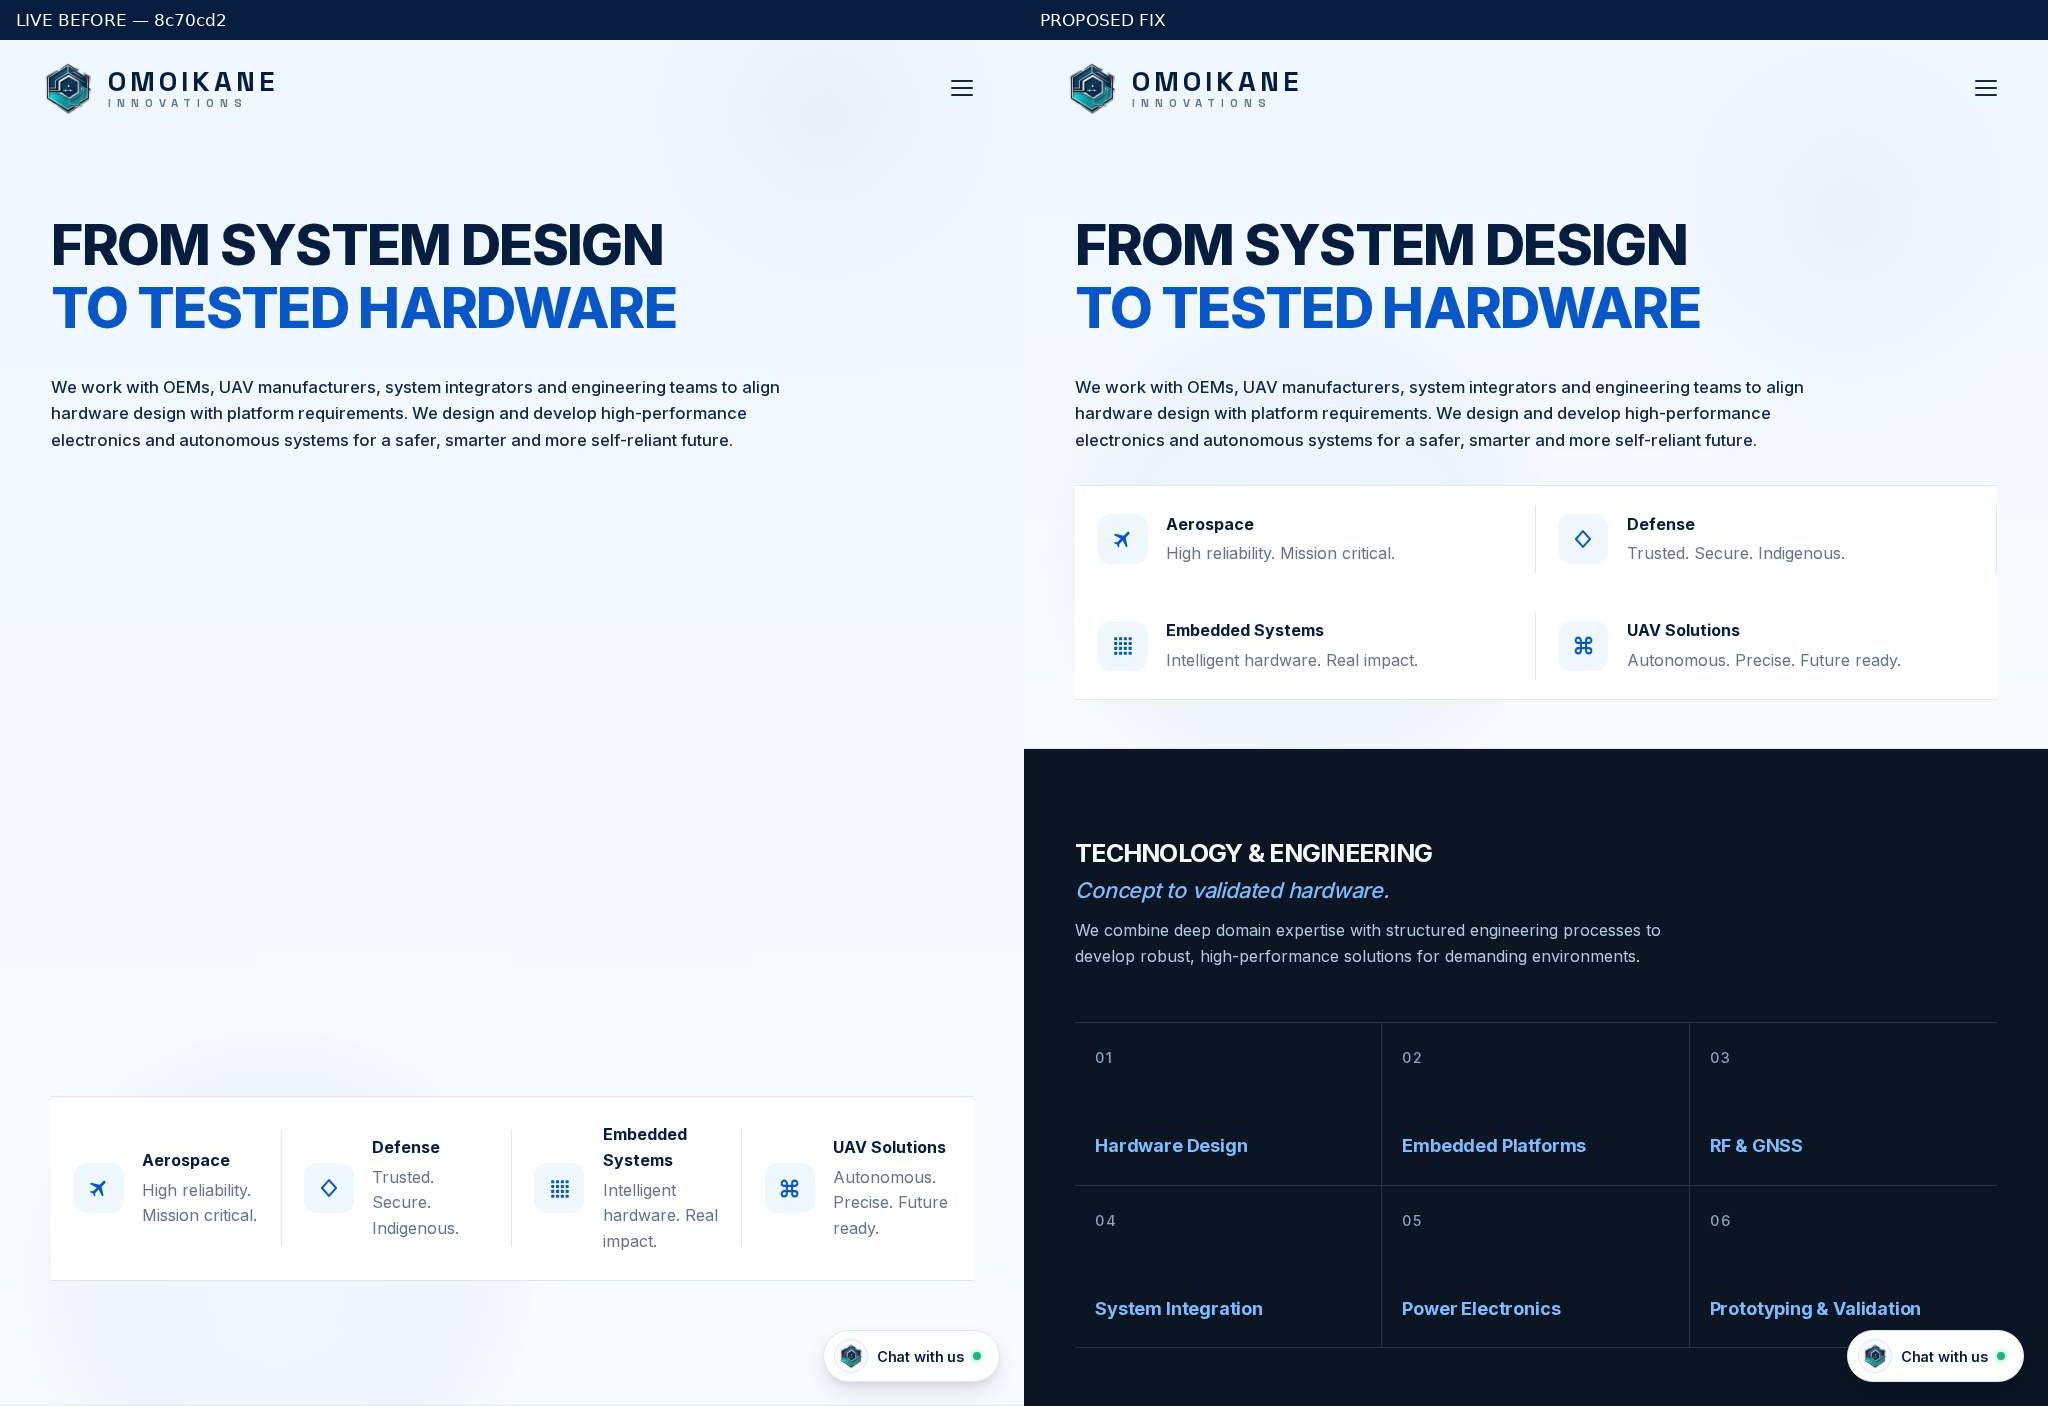 LIVE BEFORE — 8c70cd2
OMOIKANE
INNOVATIONS
FROM SYSTEM DESIGN
TO TESTED HARDWARE
We work with OEMs, UAV manufacturers, system integrators and engineering teams to align
hardware design with platform requirements. We design and develop high-performance
electronics and autonomous systems for a safer, smarter and more self-reliant future.
Aerospace
High reliability.
Mission critical.
Defense
Trusted.
Secure.
Indigenous.
Embedded
Systems
Intelligent
hardware. Real
impact.
UAV Solutions
Autonomous.
Precise. Future
ready.
Chat with us
PROPOSED FIX
OMOIKANE
INNOVATIONS
FROM SYSTEM DESIGN
TO TESTED HARDWARE
We work with OEMs, UAV manufacturers, system integrators and engineering teams to align
hardware design with platform requirements. We design and develop high-performance
electronics and autonomous systems for a safer, smarter and more self-reliant future.
Aerospace
High reliability. Mission critical.
Defense
Trusted. Secure. Indigenous.
Embedded Systems
Intelligent hardware. Real impact.
UAV Solutions
Autonomous. Precise. Future ready.
TECHNOLOGY & ENGINEERING
Concept to validated hardware.
We combine deep domain expertise with structured engineering processes to
develop robust, high-performance solutions for demanding environments.
01
Hardware Design
02
Embedded Platforms
03
RF & GNSS
04
System Integration
05
Power Electronics
06
Prototyping & Validation
Chat with us